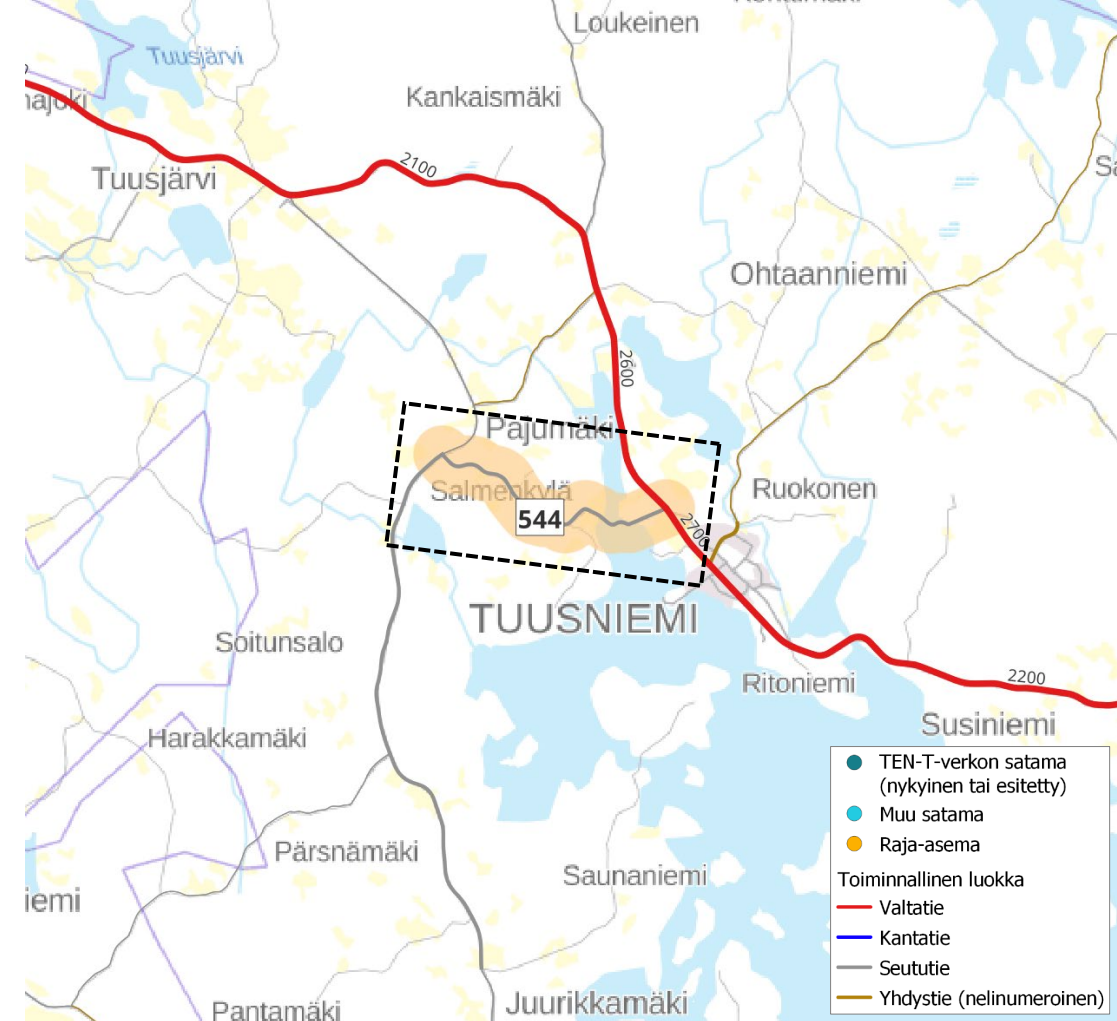 Loukeinen
Tuusjärvi
Kankaismäki
Tuusjärvi
2100
Ohtaanniemi
2600
Pajumäki
Salmenkylä
544
Ruokonen
2700
TUUSNIEMI
Soitunsalo
Ritoniemi
2200
Susiniemi
Harakkamäki
Pärsnämäki
Saunaniemi
iemi
Pantamäki
Juurikkamäki
TEN-T-verkon satama
(nykyinen tai esitetty)
Muu satama
Raja-asema
Toiminnallinen luokka
Valtatie
Kantatie
Seututie
Yhdystie (nelinumeroinen)